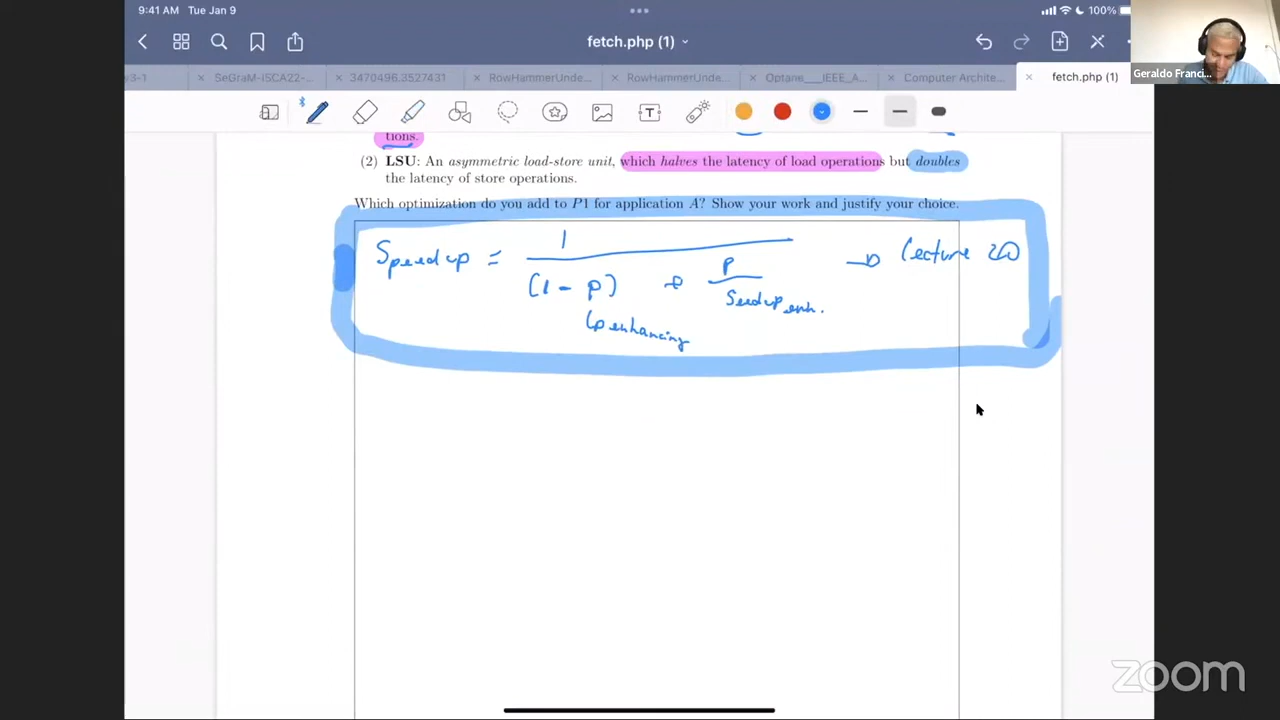 9:41 AM Tue Jan 9
100%
fetch.php (1)
v3-1
SeGraM-ISCA22-...
3470496.3527431
RowHammerUnde...
RowHammerUnde...
Optane___IEEE_A...
Computer Archite...
fetch.php (1)
Geraldo Franci...
tions.
(2) LSU: An asymmetric load-store unit, which halves the latency of load operations but doubles
the latency of store operations.
Which optimization do you add to P1 for application A? Show your work and justify your choice.
Speedup = 1 / (1 - p) + p / Seedup enh. → lecture 20
↳ enhancing
zoom